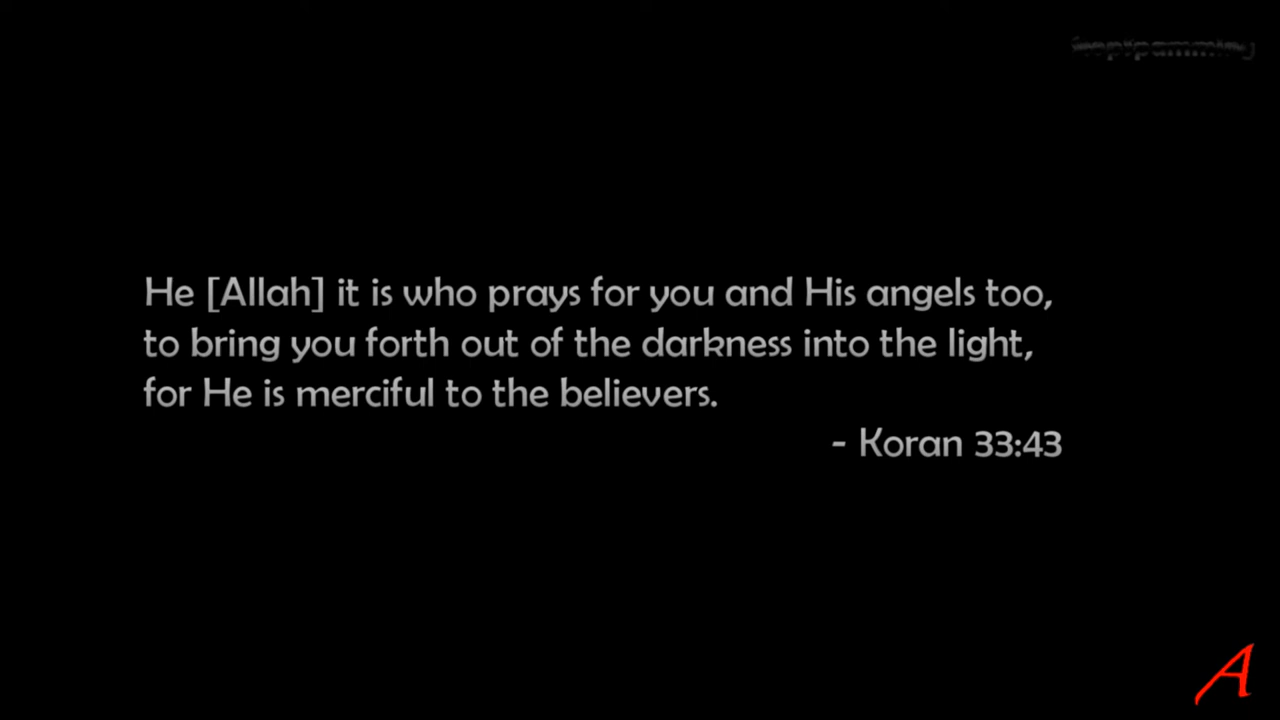 He [Allah] it is who prays for you and His angels too,
to bring you forth out of the darkness into the light,
for He is merciful to the believers.
- Koran 33:43
A